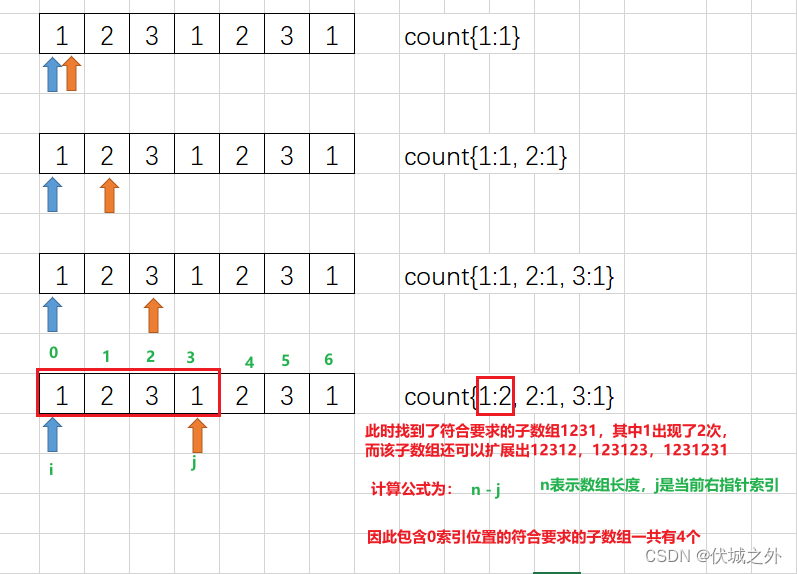 1 2 3 1 2 3 1 count{1:1}
1 2 3 1 2 3 1 count{1:1, 2:1}
1 2 3 1 2 3 1 count{1:1, 2:1, 3:1}
0 1 2 3 4 5 6
1 2 3 1 2 3 1 count{1:2, 2:1, 3:1}
此时找到了符合要求的子数组1231，其中1出现了2次，
而该子数组还可以扩展出12312，123123，1231231
i j
计算公式为： n - j n表示数组长度，j是当前右指针索引
因此包含0索引位置的符合要求的子数组一共有4个
CSDN @伏城之外